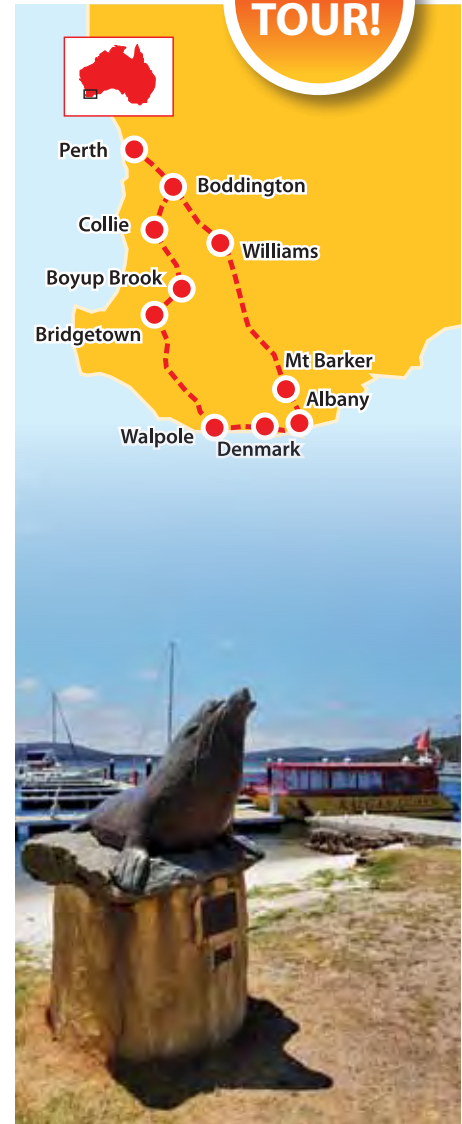 TOUR!
Perth
Boddington
Collie
Williams
Boyup Brook
Bridgetown
Mt Barker
Albany
Walpole
Denmark